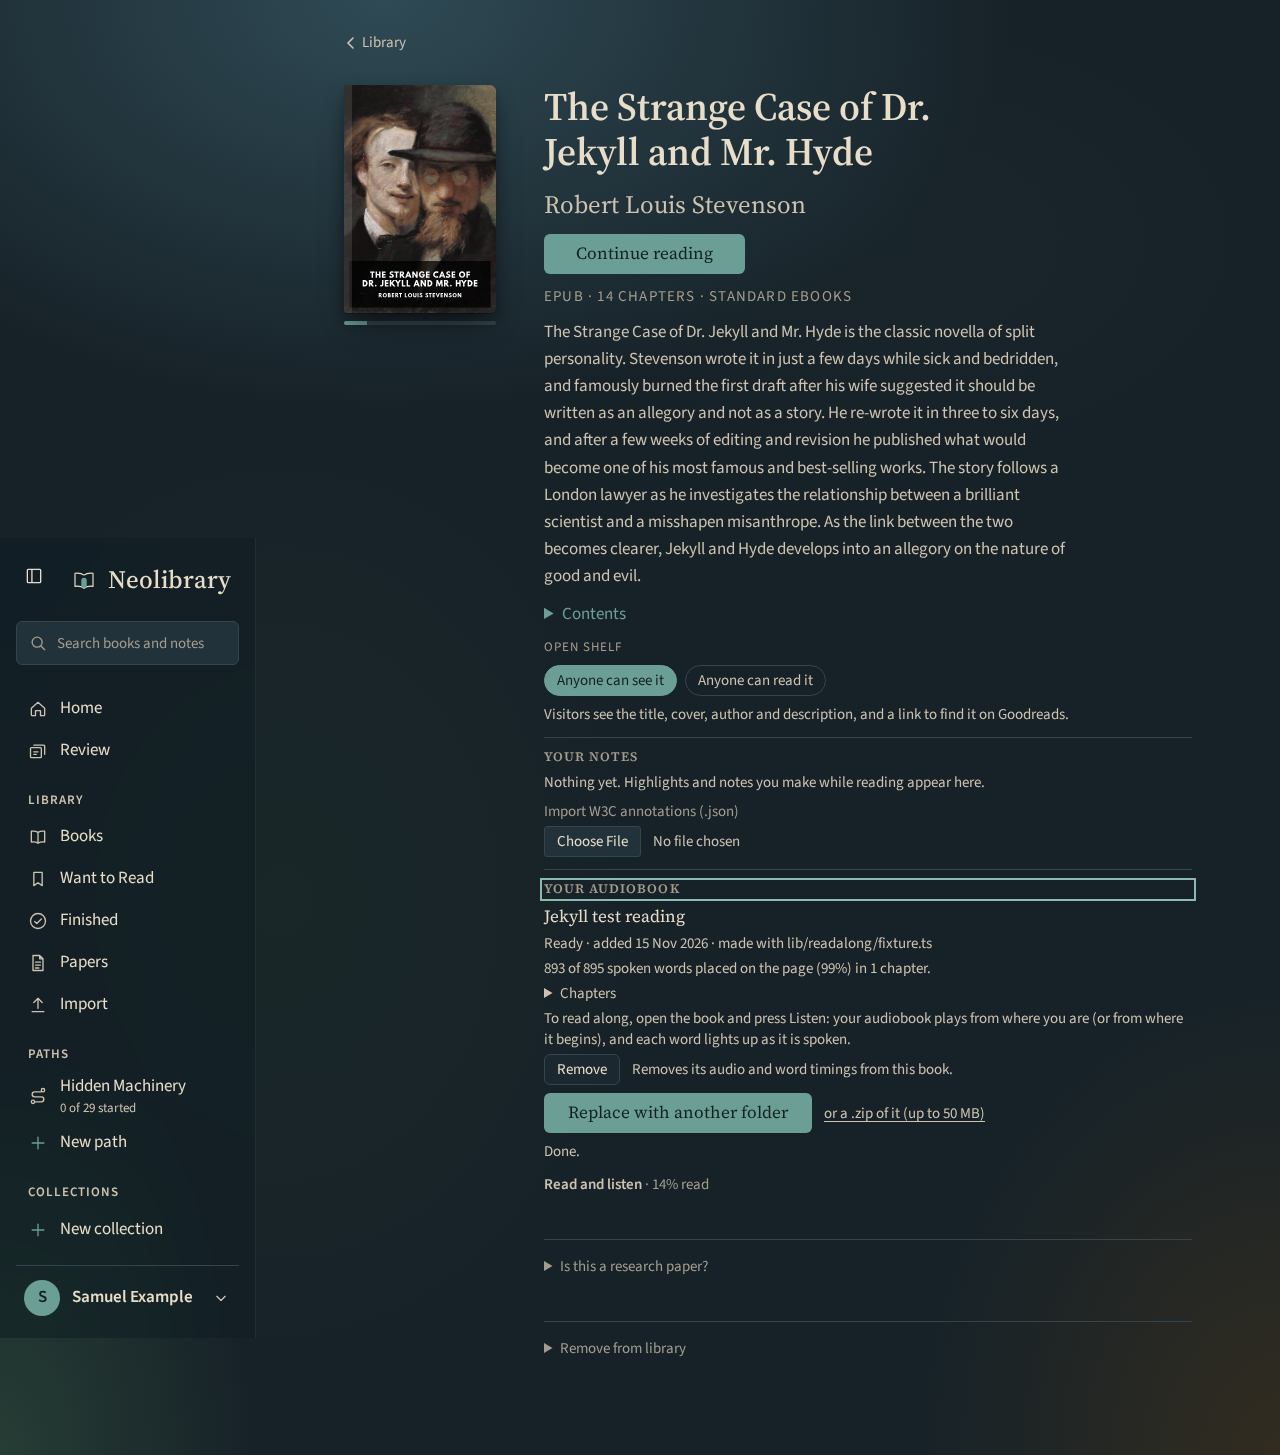 Library
THE STRANGE CASE OF
DR. JEKYLL AND MR. HYDE
ROBERT LOUIS STEVENSON
The Strange Case of Dr.
Jekyll and Mr. Hyde
Robert Louis Stevenson
Continue reading
EPUB · 14 CHAPTERS · STANDARD EBOOKS
The Strange Case of Dr. Jekyll and Mr. Hyde is the classic novella of split
personality. Stevenson wrote it in just a few days while sick and bedridden,
and famously burned the first draft after his wife suggested it should be
written as an allegory and not as a story. He re-wrote it in three to six days,
and after a few weeks of editing and revision he published what would
become one of his most famous and best-selling works. The story follows a
London lawyer as he investigates the relationship between a brilliant
scientist and a misshapen misanthrope. As the link between the two
becomes clearer, Jekyll and Hyde develops into an allegory on the nature of
good and evil.
Contents
OPEN SHELF
Anyone can see it
Anyone can read it
Visitors see the title, cover, author and description, and a link to find it on Goodreads.
YOUR NOTES
Nothing yet. Highlights and notes you make while reading appear here.
Import W3C annotations (.json)
Choose File No file chosen
YOUR AUDIOBOOK
Jekyll test reading
Ready · added 15 Nov 2026 · made with lib/readalong/fixture.ts
893 of 895 spoken words placed on the page (99%) in 1 chapter.
Chapters
To read along, open the book and press Listen: your audiobook plays from where you are (or from where
it begins), and each word lights up as it is spoken.
Remove Removes its audio and word timings from this book.
Replace with another folder or a .zip of it (up to 50 MB)
Done.
Read and listen · 14% read
Is this a research paper?
Remove from library
Neolibrary
Search books and notes
Home
Review
LIBRARY
Books
Want to Read
Finished
Papers
Import
PATHS
Hidden Machinery
0 of 29 started
New path
COLLECTIONS
New collection
S Samuel Example